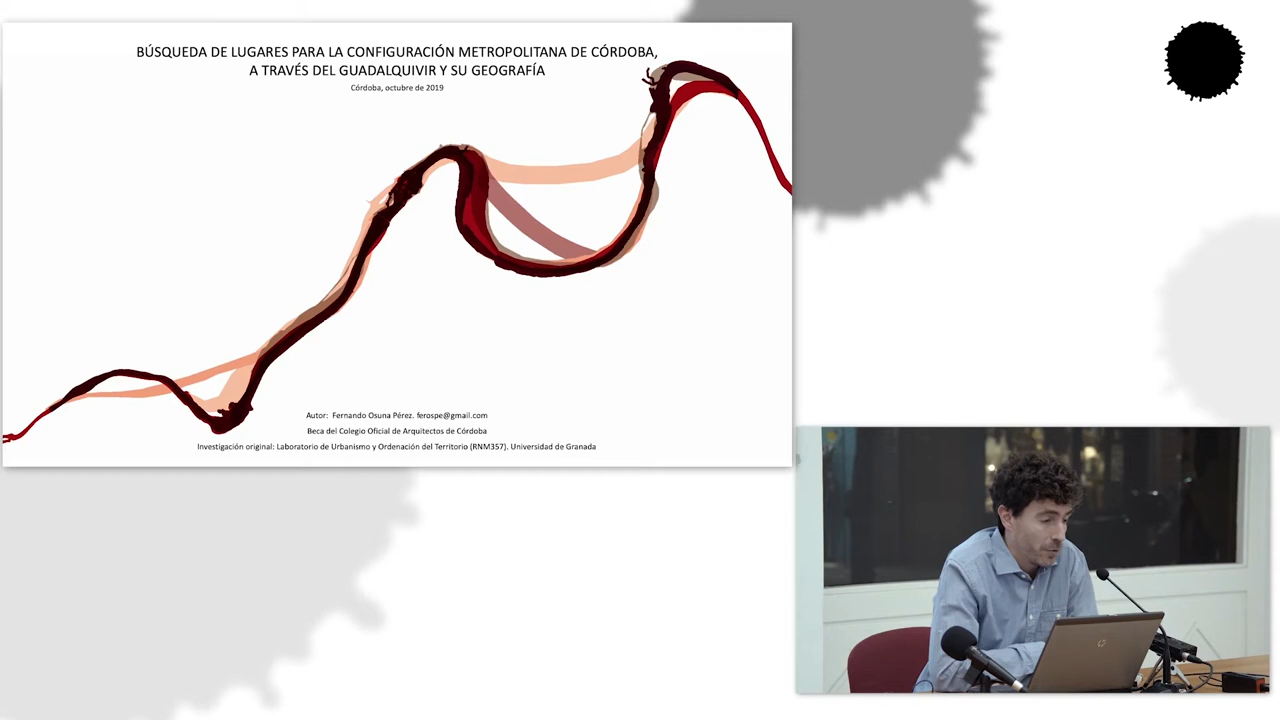 BÚSQUEDA DE LUGARES PARA LA CONFIGURACIÓN METROPOLITANA DE CÓRDOBA,
A TRAVÉS DEL GUADALQUIVIR Y SU GEOGRAFÍA
Córdoba, octubre de 2019
Autor: Fernando Osuna Pérez. ferospe@gmail.com
Beca del Colegio Oficial de Arquitectos de Córdoba
Investigación original: Laboratorio de Urbanismo y Ordenación del Territorio (RNM357). Universidad de Granada
hp